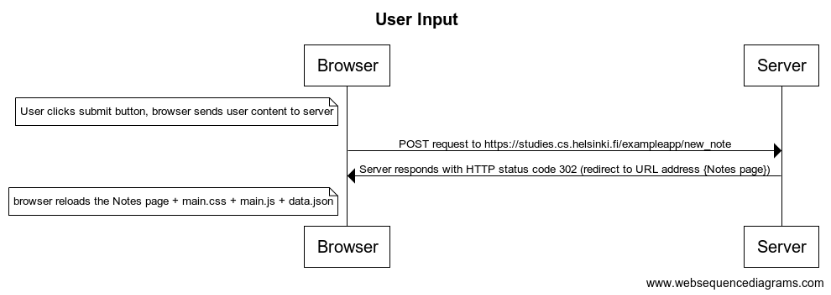 User Input
Browser
Server
User clicks submit button, browser sends user content to server
POST request to https://studies.cs.helsinki.fi/exampleapp/new_note
Server responds with HTTP status code 302 (redirect to URL address {Notes page})
browser reloads the Notes page + main.css + main.js + data.json
Browser
Server
www.websequencediagrams.com